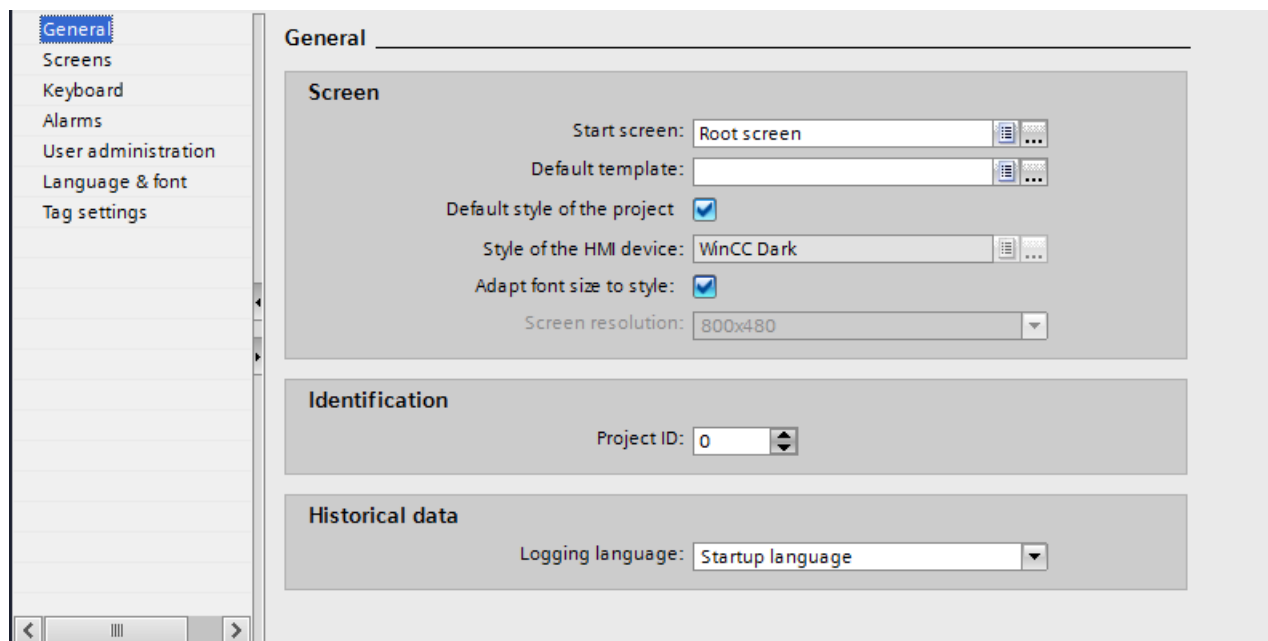 General
Screens
Keyboard
Alarms
User administration
Language & font
Tag settings
General
Screen
Start screen: Root screen
Default template:
Default style of the project
Style of the HMI device: WinCC Dark
Adapt font size to style:
Screen resolution: 800x480
Identification
Project ID: 0
Historical data
Logging language: Startup language